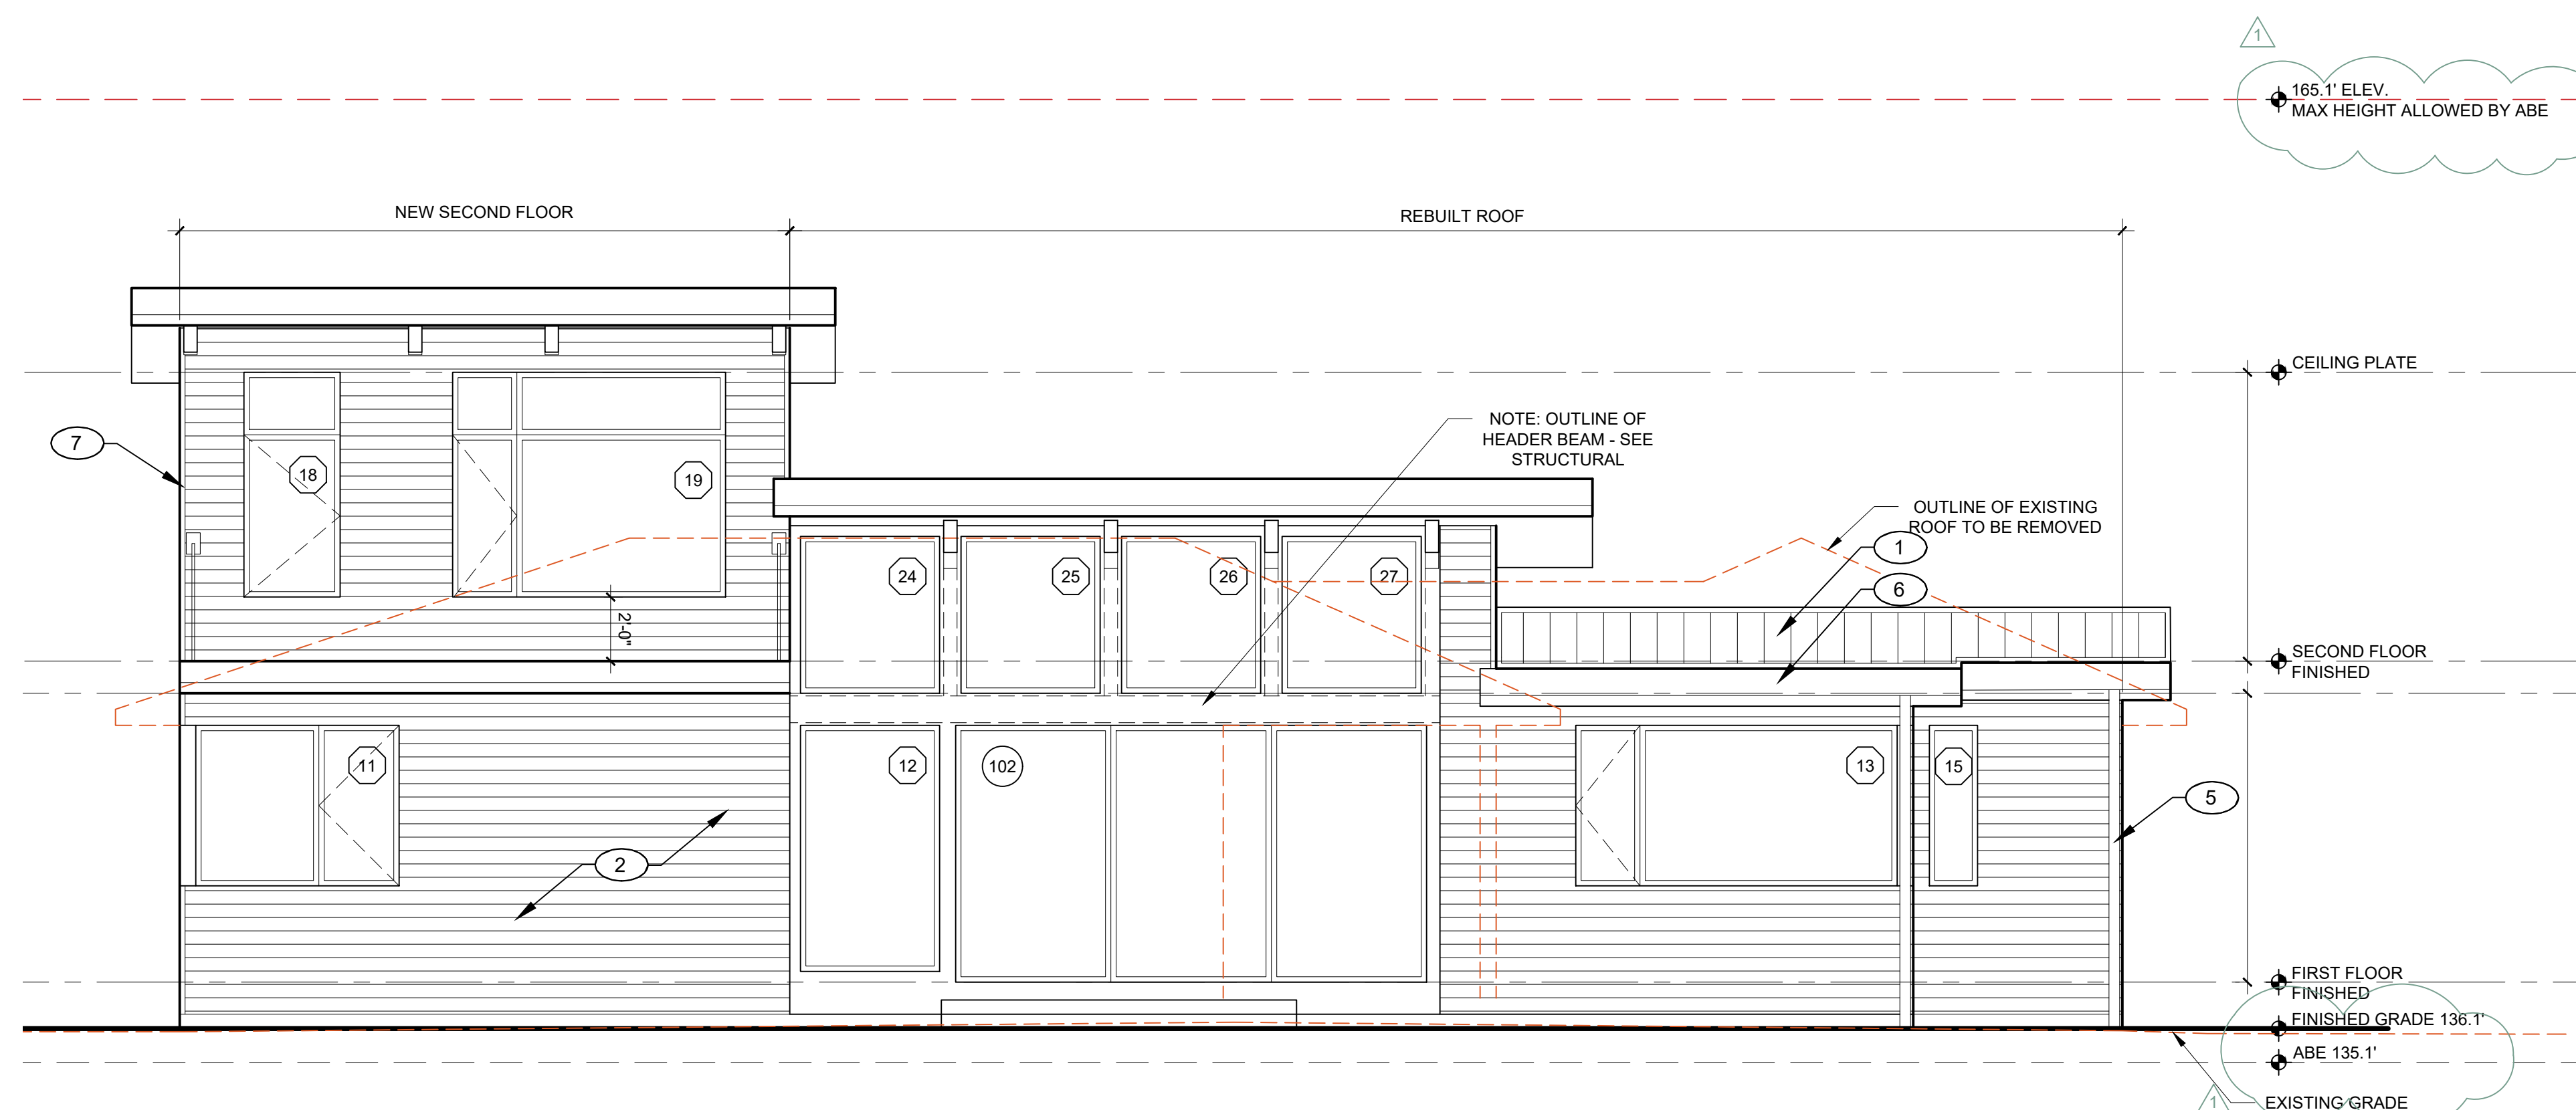 1
165.1' ELEV.
MAX HEIGHT ALLOWED BY ABE
NEW SECOND FLOOR
REBUILT ROOF
CEILING PLATE
NOTE: OUTLINE OF
HEADER BEAM - SEE
STRUCTURAL
7
18
19
OUTLINE OF EXISTING
ROOF TO BE REMOVED
1
6
24
25
26
27
2'-0"
SECOND FLOOR
FINISHED
11
12
102
13
15
5
2
FIRST FLOOR
FINISHED
FINISHED GRADE 136.1'
ABE 135.1'
1
EXISTING GRADE